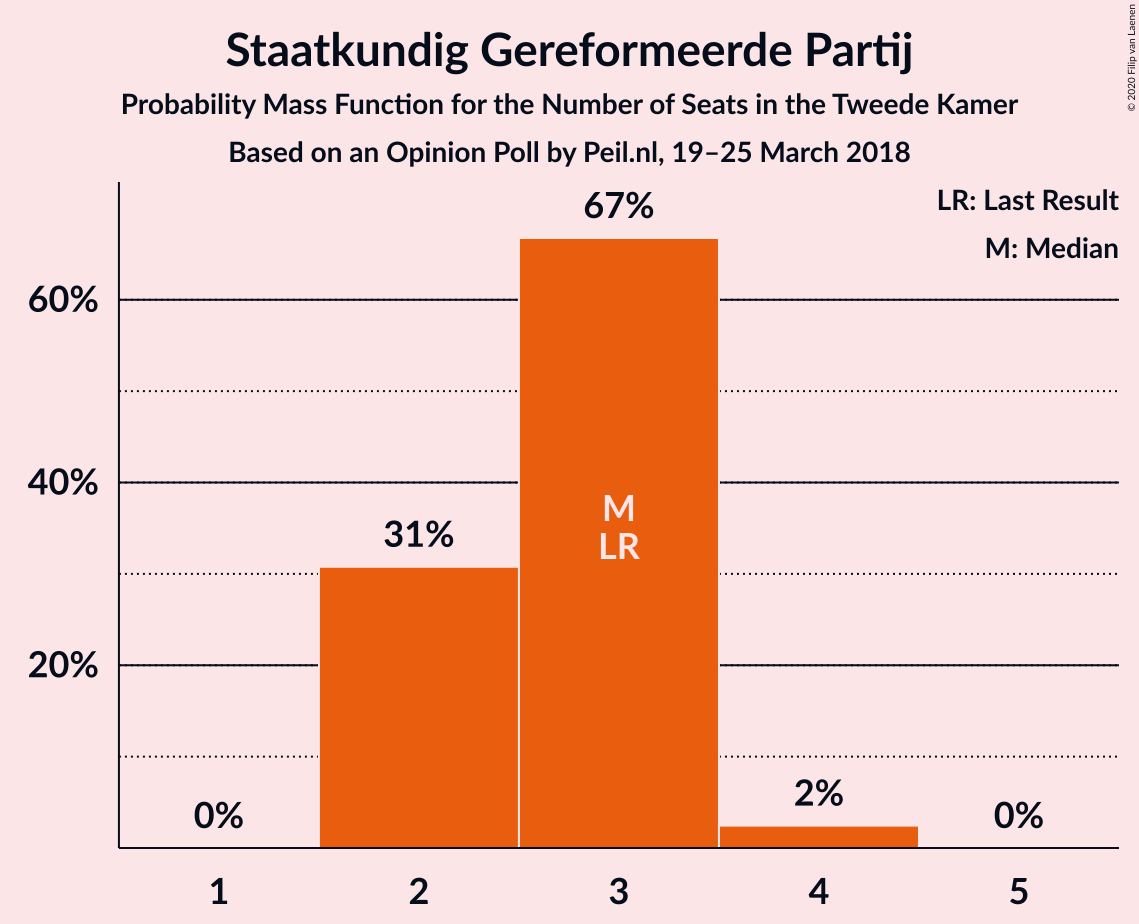 Staatkundig Gereformeerde Partij
Probability Mass Function for the Number of Seats in the Tweede Kamer
Based on an Opinion Poll by Peil.nl, 19–25 March 2018
© 2020 Filip van Laenen
LR: Last Result
M: Median
67%
60%
M
LR
40%
31%
20%
2%
0%
0%
1 2 3 4 5